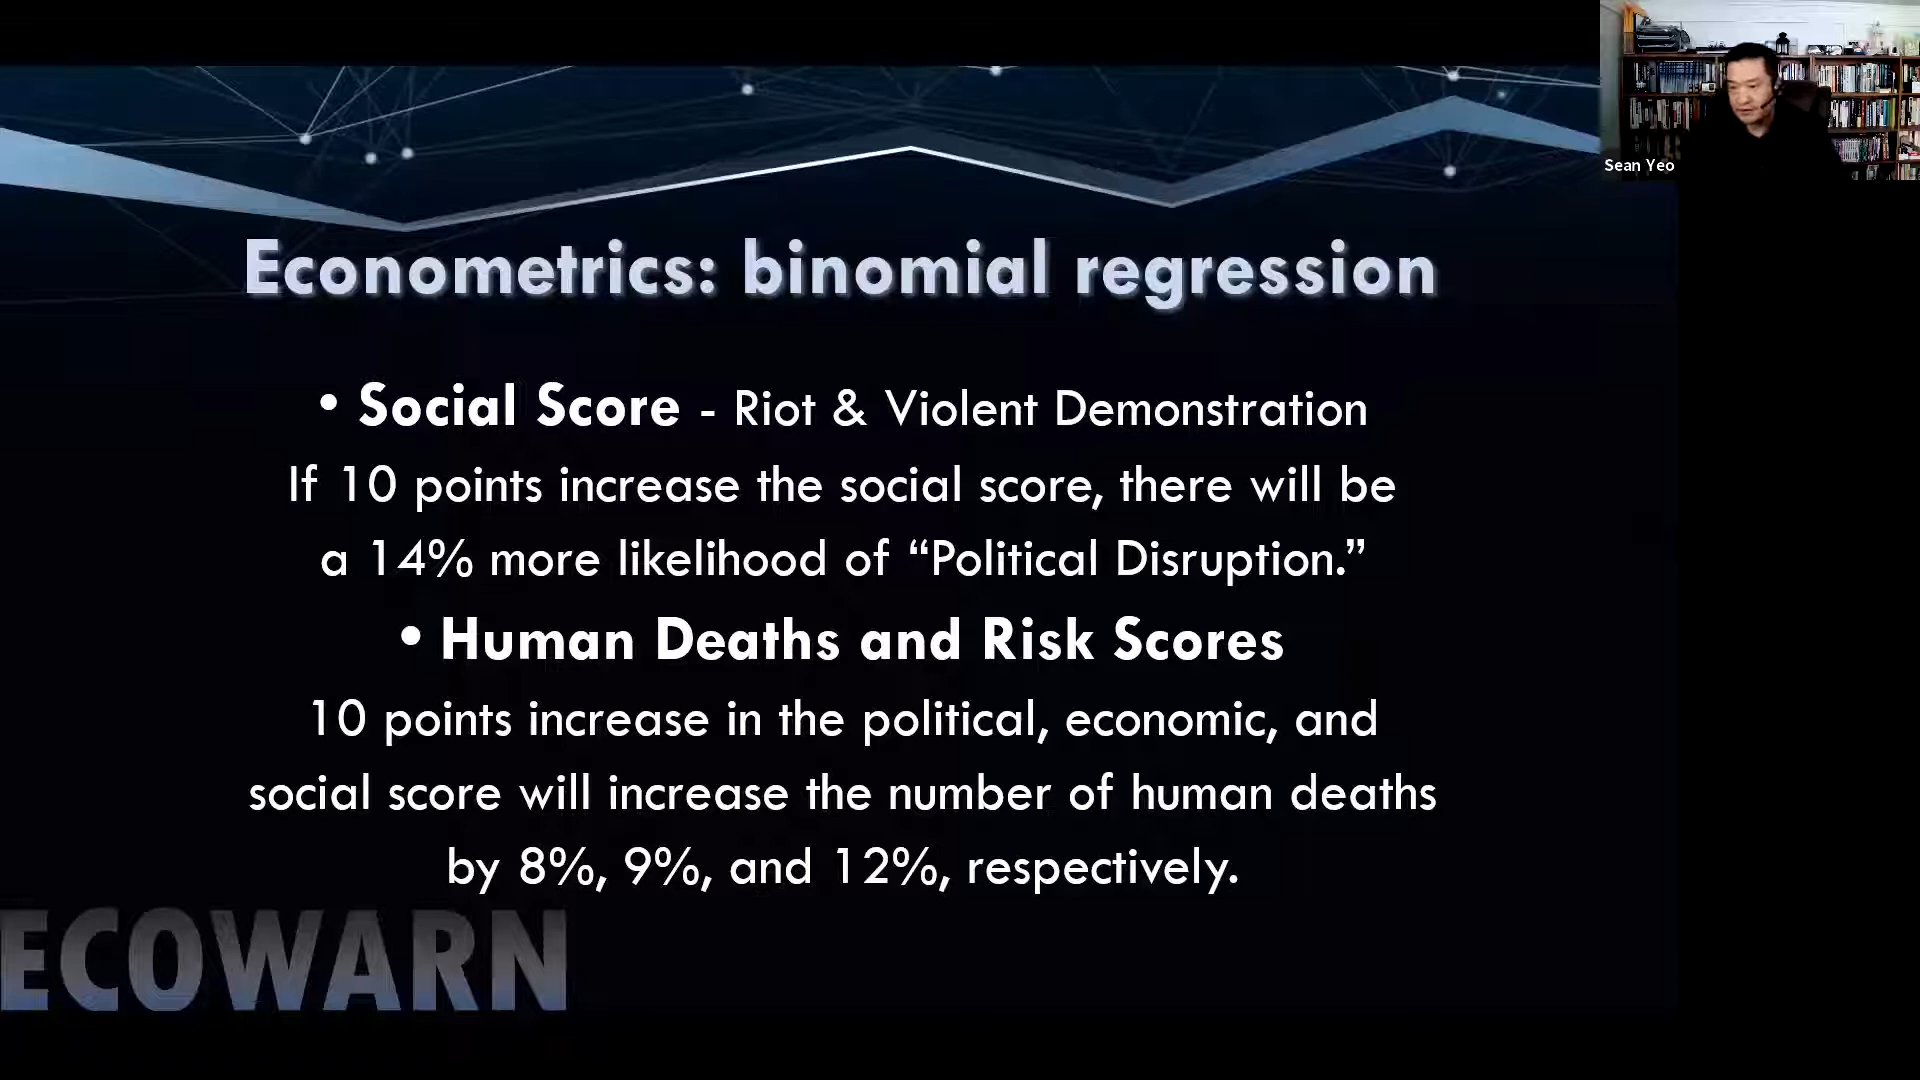 Sean Yeo
Econometrics: binomial regression
• Social Score - Riot & Violent Demonstration
If 10 points increase the social score, there will be
a 14% more likelihood of “Political Disruption.”
• Human Deaths and Risk Scores
10 points increase in the political, economic, and
social score will increase the number of human deaths
by 8%, 9%, and 12%, respectively.
ECOWARN